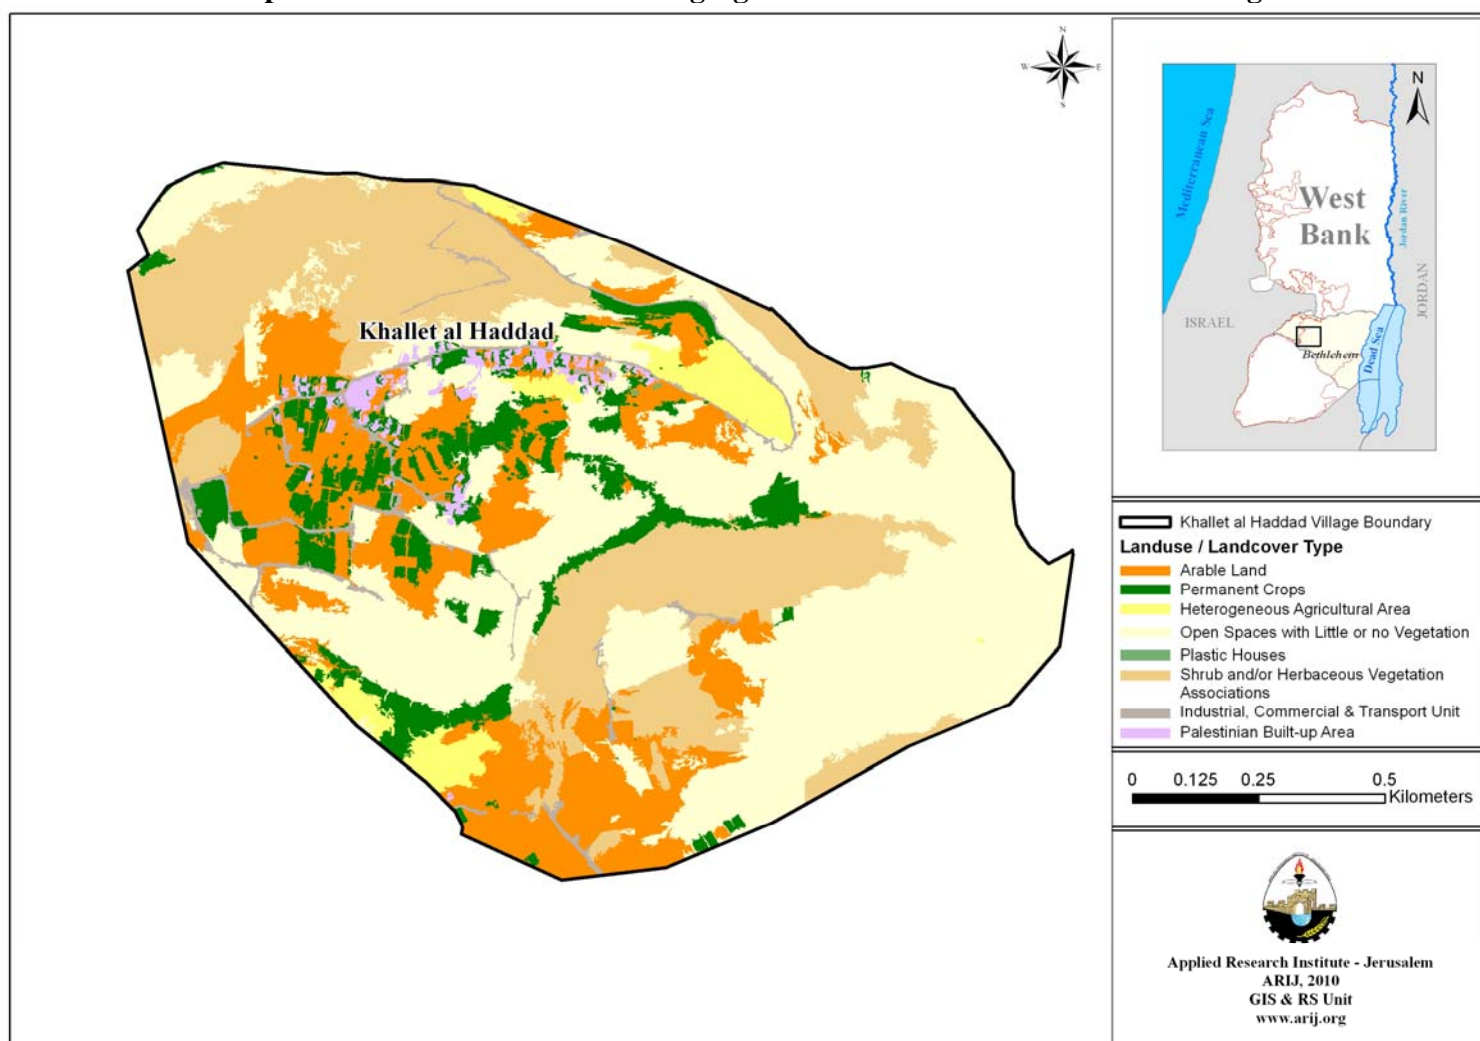 N
W
E
S
Khallet al Haddad
N
Mediterranean Sea
West
Bank
Jordan River
JORDAN
ISRAEL
Bethlehem
Dead Sea
Khallet al Haddad Village Boundary
Landuse / Landcover Type
Arable Land
Permanent Crops
Heterogeneous Agricultural Area
Open Spaces with Little or no Vegetation
Plastic Houses
Shrub and/or Herbaceous Vegetation
Associations
Industrial, Commercial & Transport Unit
Palestinian Built-up Area
0 0.125 0.25 0.5
Kilometers
Applied Research Institute - Jerusalem
ARIJ, 2010
GIS & RS Unit
www.arij.org